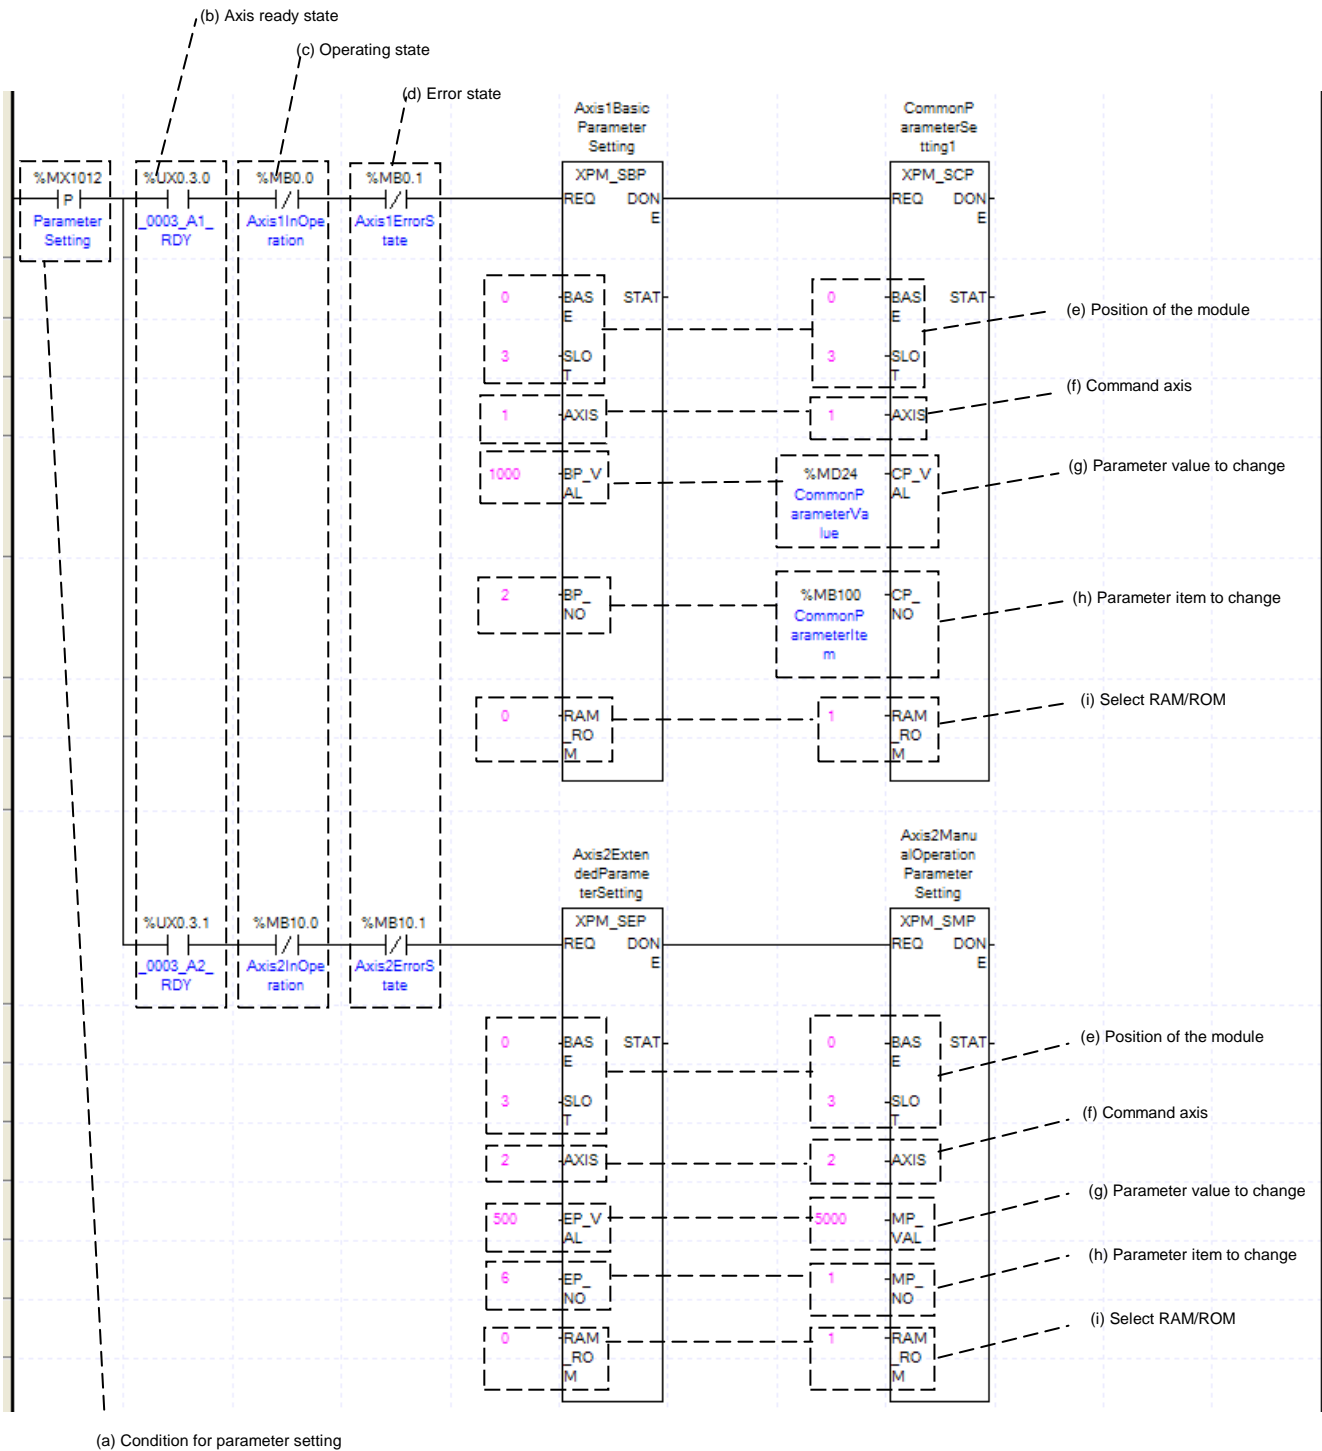 (b) Axis ready state
(c) Operating state
(d) Error state
Axis1Basic
Parameter
Setting
CommonP
arameterSe
tting1
%MX1012
%UX0.3.0
%MB0.0
%MB0.1
XPM_SBP
XPM_SCP
P
REQ DON
E
REQ DON
E
Parameter
Setting
_0003_A1_
RDY
Axis1InOpe
ration
Axis1ErrorS
tate
0 BAS
E
STAT
0 BAS
E
STAT
(e) Position of the module
3 SLO
T
3 SLO
T
(f) Command axis
1 AXIS
1 AXIS
(g) Parameter value to change
1000 BP_V
AL
%MD24 CP_V
AL
CommonP
arameterVa
lue
2 BP_
NO
%MB100 CP_
NO
CommonP
arameterIte
m
(h) Parameter item to change
(i) Select RAM/ROM
0 RAM
_RO
M
1 RAM
_RO
M
Axis2Exten
dedParame
terSetting
Axis2Manu
alOperation
Parameter
Setting
%UX0.3.1
%MB10.0
%MB10.1
XPM_SEP
XPM_SMP
REQ DON
E
REQ DON
E
_0003_A2_
RDY
Axis2InOpe
ration
Axis2ErrorS
tate
0 BAS
E
STAT
0 BAS
E
STAT
(e) Position of the module
3 SLO
T
3 SLO
T
(f) Command axis
2 AXIS
2 AXIS
(g) Parameter value to change
500 EP_V
AL
5000 MP_
VAL
(h) Parameter item to change
6 EP_
NO
1 MP_
NO
(i) Select RAM/ROM
0 RAM
_RO
M
1 RAM
_RO
M
(a) Condition for parameter setting